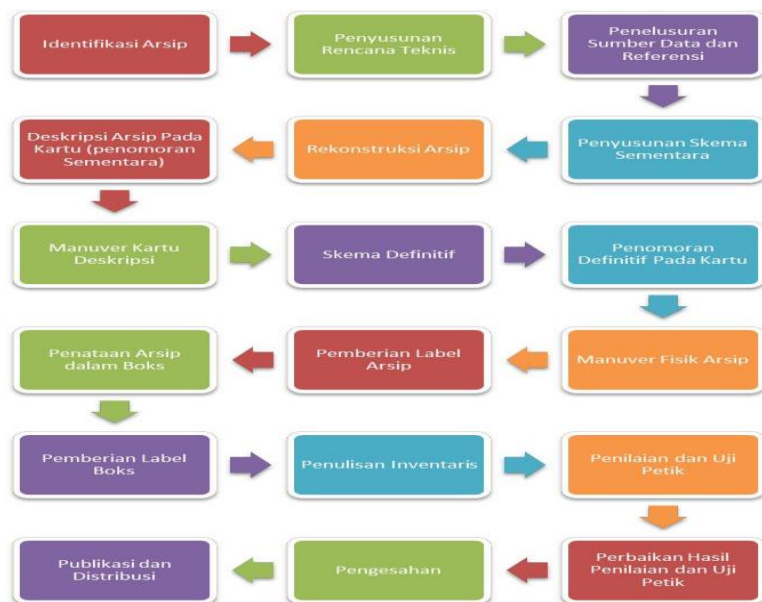 Identifikasi Arsip
Penyusunan
Rencana Teknis
Penelusuran
Sumber Data dan
Referensi
Penyusunan Skema
Sementara
Rekonstruksi Arsip
Deskripsi Arsip Pada
Kartu (penomoran
Sementara)
Manuver Kartu
Deskripsi
Skema Definitif
Penomoran
Definitif Pada Kartu
Manuver Fisik Arsip
Pemberian Label
Arsip
Penataan Arsip
dalam Boks
Pemberian Label
Boks
Penulisan Inventaris
Penilaian dan Uji
Petik
Perbaikan Hasil
Penilaian dan Uji
Petik
Pengesahan
Publikasi dan
Distribusi